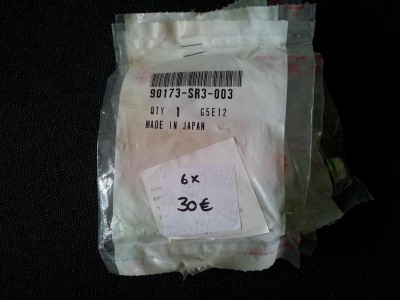 90173-SR3-003
QTY 1 G5E12
MADE IN JAPAN
6x
30€